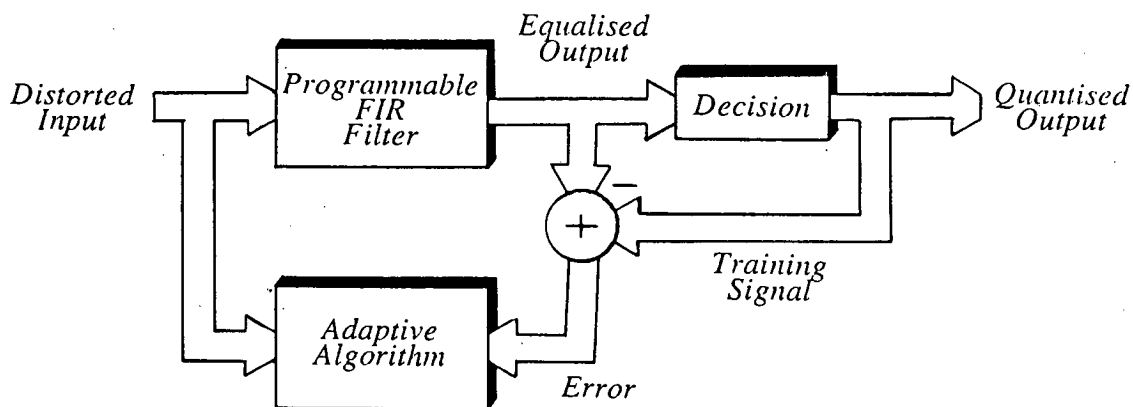 Equalised
Output
Distorted
Input
Programmable
FIR
Filter
Decision
Quantised
Output
−
+
Training
Signal
Adaptive
Algorithm
Error